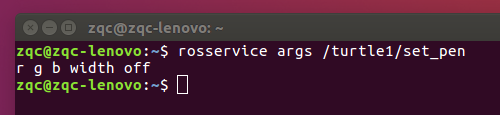 zqc@zqc-lenovo: ~
zqc@zqc-lenovo:~$ rosservice args /turtle1/set_pen
r g b width off
zqc@zqc-lenovo:~$